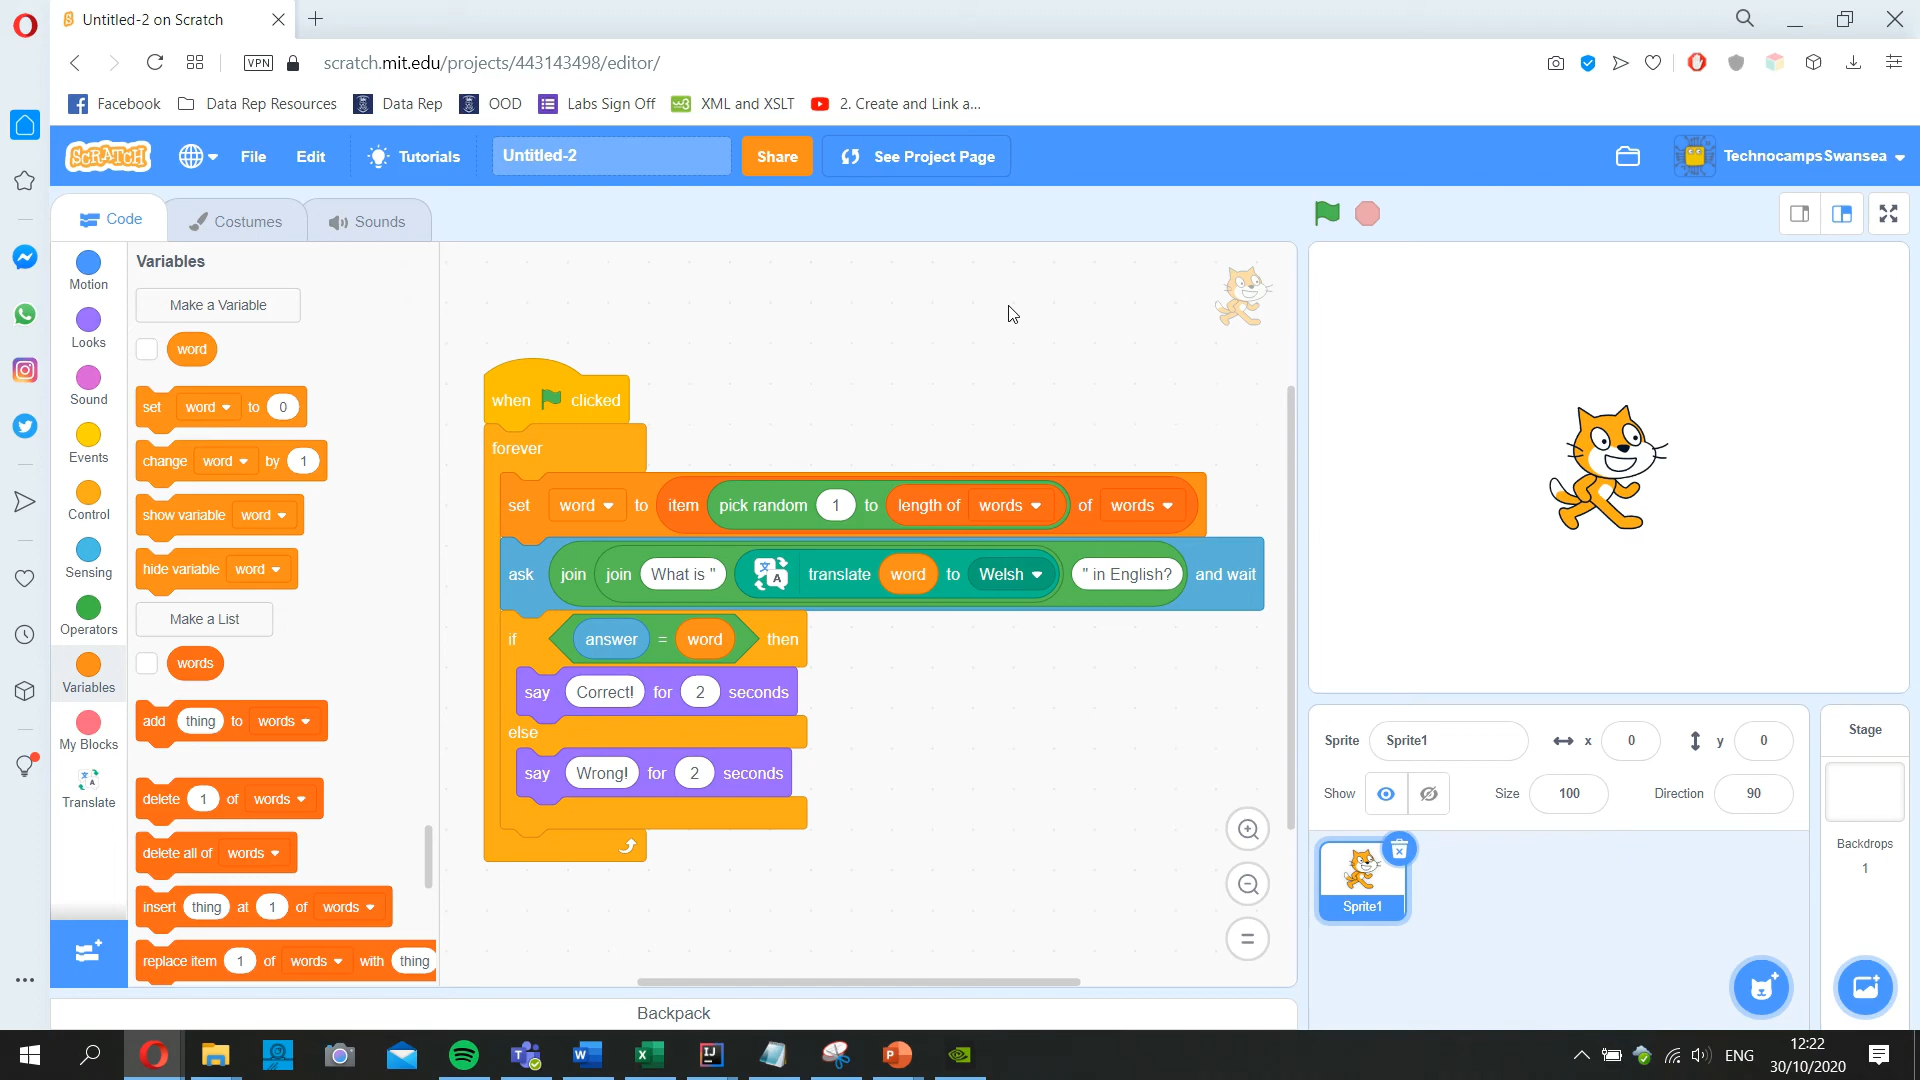 Untitled-2 on Scratch
VPN
scratch.mit.edu/projects/443143498/editor/
Facebook Data Rep Resources Data Rep OOD Labs Sign Off XML and XSLT 2. Create and Link a...
SCRATCH File Edit Tutorials Untitled-2 Share See Project Page TechnocampsSwansea
Code Costumes Sounds
Motion
Looks
Sound
Events
Control
Sensing
Operators
Variables
My Blocks
Translate
Variables
Make a Variable
word
set word to 0
change word by 1
show variable word
hide variable word
Make a List
words
add thing to words
delete 1 of words
delete all of words
insert thing at 1 of words
replace item 1 of words with thing
when clicked
forever
set word to item pick random 1 to length of words of words
ask join join What is " translate word to Welsh " in English? and wait
if answer = word then
say Correct! for 2 seconds
else
say Wrong! for 2 seconds
Backpack
Sprite Sprite1 x 0 y 0
Show Size 100 Direction 90
Sprite1
Stage
Backdrops
1
ENG
12:22
30/10/2020